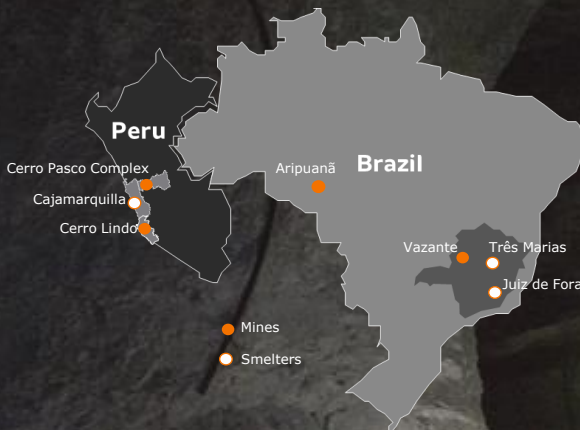 Peru
Cerro Pasco Complex
Cajamarquilla
Cerro Lindo
Aripuanã
Brazil
Vazante
Três Marias
Juiz de Fora
Mines
Smelters